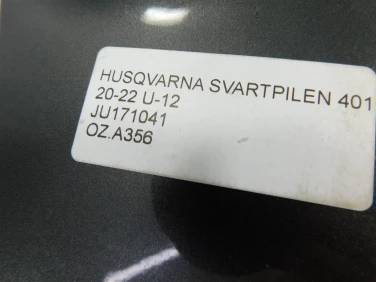 HUSQVARNA SVARTPILEN 401
20-22 U-12
JU171041
OZ.A356